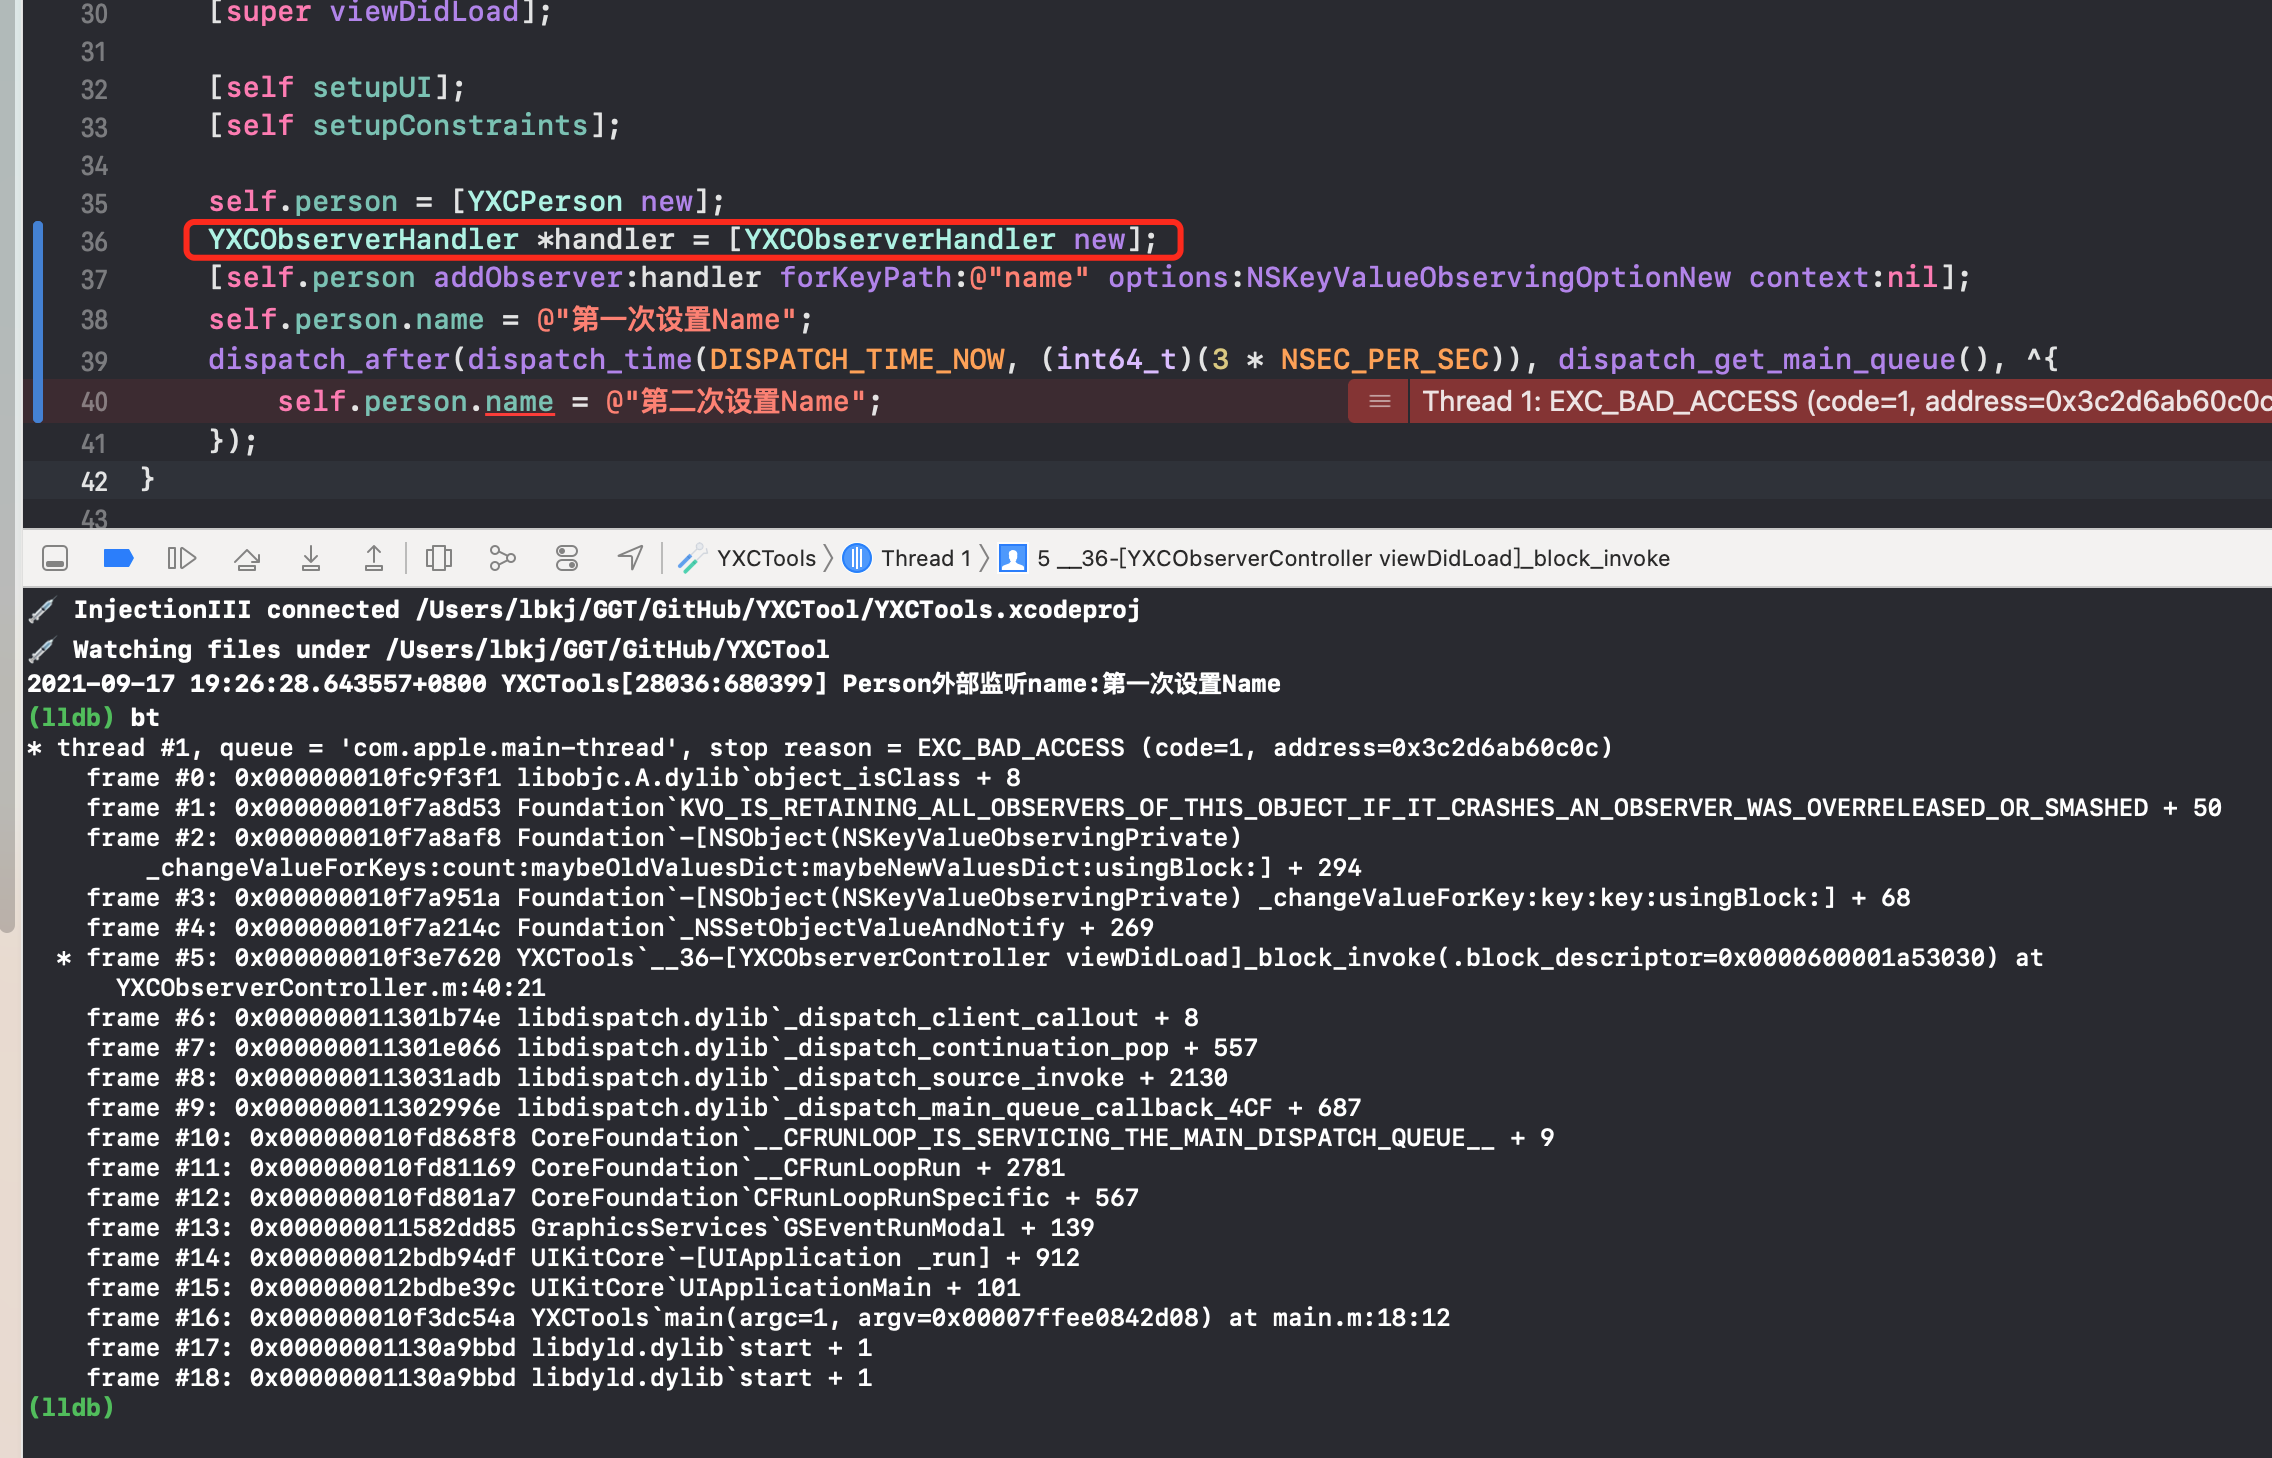 30 [super viewDidLoad];
31
32 [self setupUI];
33 [self setupConstraints];
34
35 self.person = [YXCPerson new];
36 YXCObserverHandler *handler = [YXCObserverHandler new];
37 [self.person addObserver:handler forKeyPath:@"name" options:NSKeyValueObservingOptionNew context:nil];
38 self.person.name = @"第一次设置Name";
39 dispatch_after(dispatch_time(DISPATCH_TIME_NOW, (int64_t)(3 * NSEC_PER_SEC)), dispatch_get_main_queue(), ^{
40 self.person.name = @"第二次设置Name"; Thread 1: EXC_BAD_ACCESS (code=1, address=0x3c2d6ab60c0c
41 });
42 }
43
YXCTools Thread 1 5 __36-[YXCObserverController viewDidLoad]_block_invoke
InjectionIII connected /Users/lbkj/GGT/GitHub/YXCTool/YXCTools.xcodeproj
Watching files under /Users/lbkj/GGT/GitHub/YXCTool
2021-09-17 19:26:28.643557+0800 YXCTools[28036:680399] Person外部监听name:第一次设置Name
(lldb) bt
* thread #1, queue = 'com.apple.main-thread', stop reason = EXC_BAD_ACCESS (code=1, address=0x3c2d6ab60c0c)
frame #0: 0x000000010fc9f3f1 libobjc.A.dylib`object_isClass + 8
frame #1: 0x000000010f7a8d53 Foundation`KVO_IS_RETAINING_ALL_OBSERVERS_OF_THIS_OBJECT_IF_IT_CRASHES_AN_OBSERVER_WAS_OVERRELEASED_OR_SMASHED + 50
frame #2: 0x000000010f7a8af8 Foundation`-[NSObject(NSKeyValueObservingPrivate)
_changeValueForKeys:count:maybeOldValuesDict:maybeNewValuesDict:usingBlock:] + 294
frame #3: 0x000000010f7a951a Foundation`-[NSObject(NSKeyValueObservingPrivate) _changeValueForKey:key:key:usingBlock:] + 68
frame #4: 0x000000010f7a214c Foundation`_NSSetObjectValueAndNotify + 269
* frame #5: 0x000000010f3e7620 YXCTools`__36-[YXCObserverController viewDidLoad]_block_invoke(.block_descriptor=0x0000600001a53030) at
YXCObserverController.m:40:21
frame #6: 0x000000011301b74e libdispatch.dylib`_dispatch_client_callout + 8
frame #7: 0x000000011301e066 libdispatch.dylib`_dispatch_continuation_pop + 557
frame #8: 0x0000000113031adb libdispatch.dylib`_dispatch_source_invoke + 2130
frame #9: 0x000000011302996e libdispatch.dylib`_dispatch_main_queue_callback_4CF + 687
frame #10: 0x000000010fd868f8 CoreFoundation`__CFRUNLOOP_IS_SERVICING_THE_MAIN_DISPATCH_QUEUE__ + 9
frame #11: 0x000000010fd81169 CoreFoundation`__CFRunLoopRun + 2781
frame #12: 0x000000010fd801a7 CoreFoundation`CFRunLoopRunSpecific + 567
frame #13: 0x000000011582dd85 GraphicsServices`GSEventRunModal + 139
frame #14: 0x000000012bdb94df UIKitCore`-[UIApplication _run] + 912
frame #15: 0x000000012bdbe39c UIKitCore`UIApplicationMain + 101
frame #16: 0x000000010f3dc54a YXCTools`main(argc=1, argv=0x00007ffee0842d08) at main.m:18:12
frame #17: 0x00000001130a9bbd libdyld.dylib`start + 1
frame #18: 0x00000001130a9bbd libdyld.dylib`start + 1
(lldb)